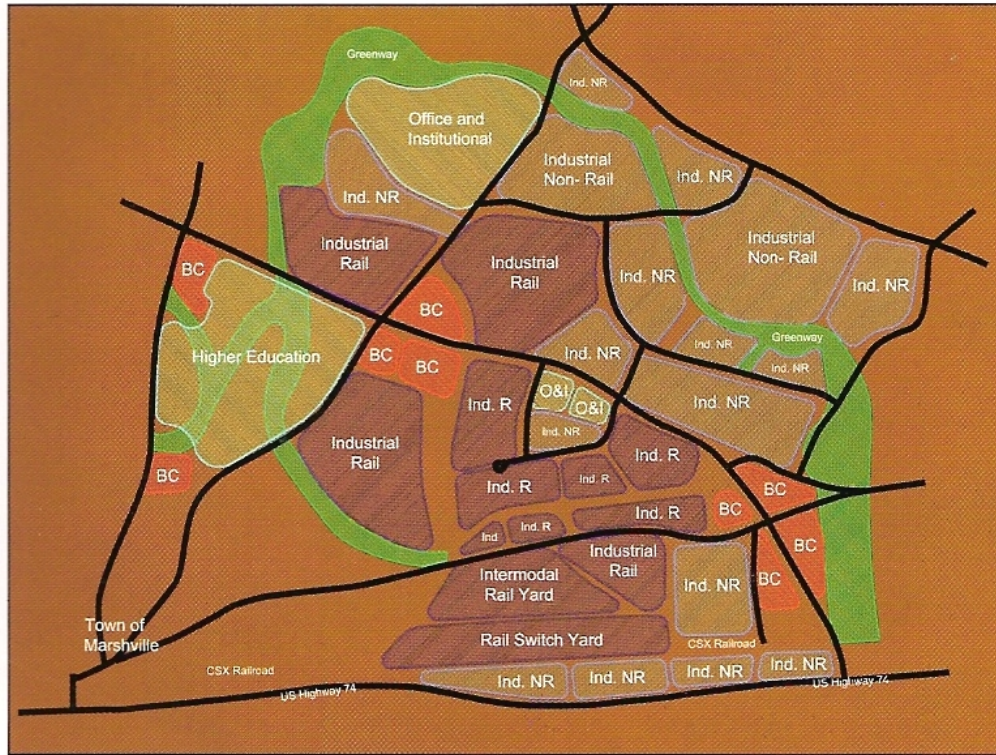 Greenway
Ind. NR
Office and
Institutional
Industrial
Non- Rail
Ind. NR
Ind. NR
Industrial
Rail
Industrial
Rail
Industrial
Non- Rail
BC
Ind. NR
Ind. NR
BC
Greenway
Higher Education
BC
BC
Ind. NR
Ind. NR
Ind. NR
O&I
O&I
Ind. R
Ind. NR
Ind. NR
Industrial
Rail
Ind. R
BC
Ind. R
Ind. R
BC
BC
Ind. R
Ind
Ind. R
BC
Industrial
Rail
Intermodal
Rail Yard
Ind. NR
BC
Town of
Marshville
Rail Switch Yard
CSX Railroad
CSX Railroad
Ind. NR
Ind. NR
Ind. NR
Ind. NR
US Highway 74
US Highway 74